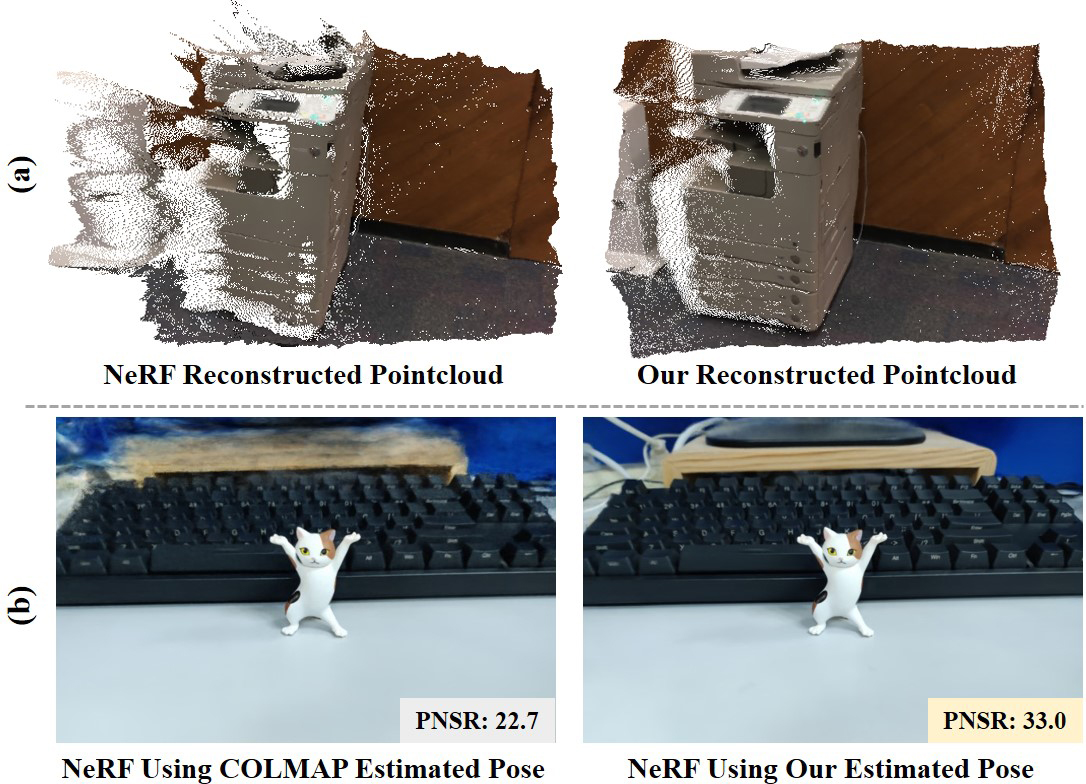 (a)
NeRF Reconstructed Pointcloud
Our Reconstructed Pointcloud
(b)
PNSR: 22.7
PNSR: 33.0
NeRF Using COLMAP Estimated Pose
NeRF Using Our Estimated Pose